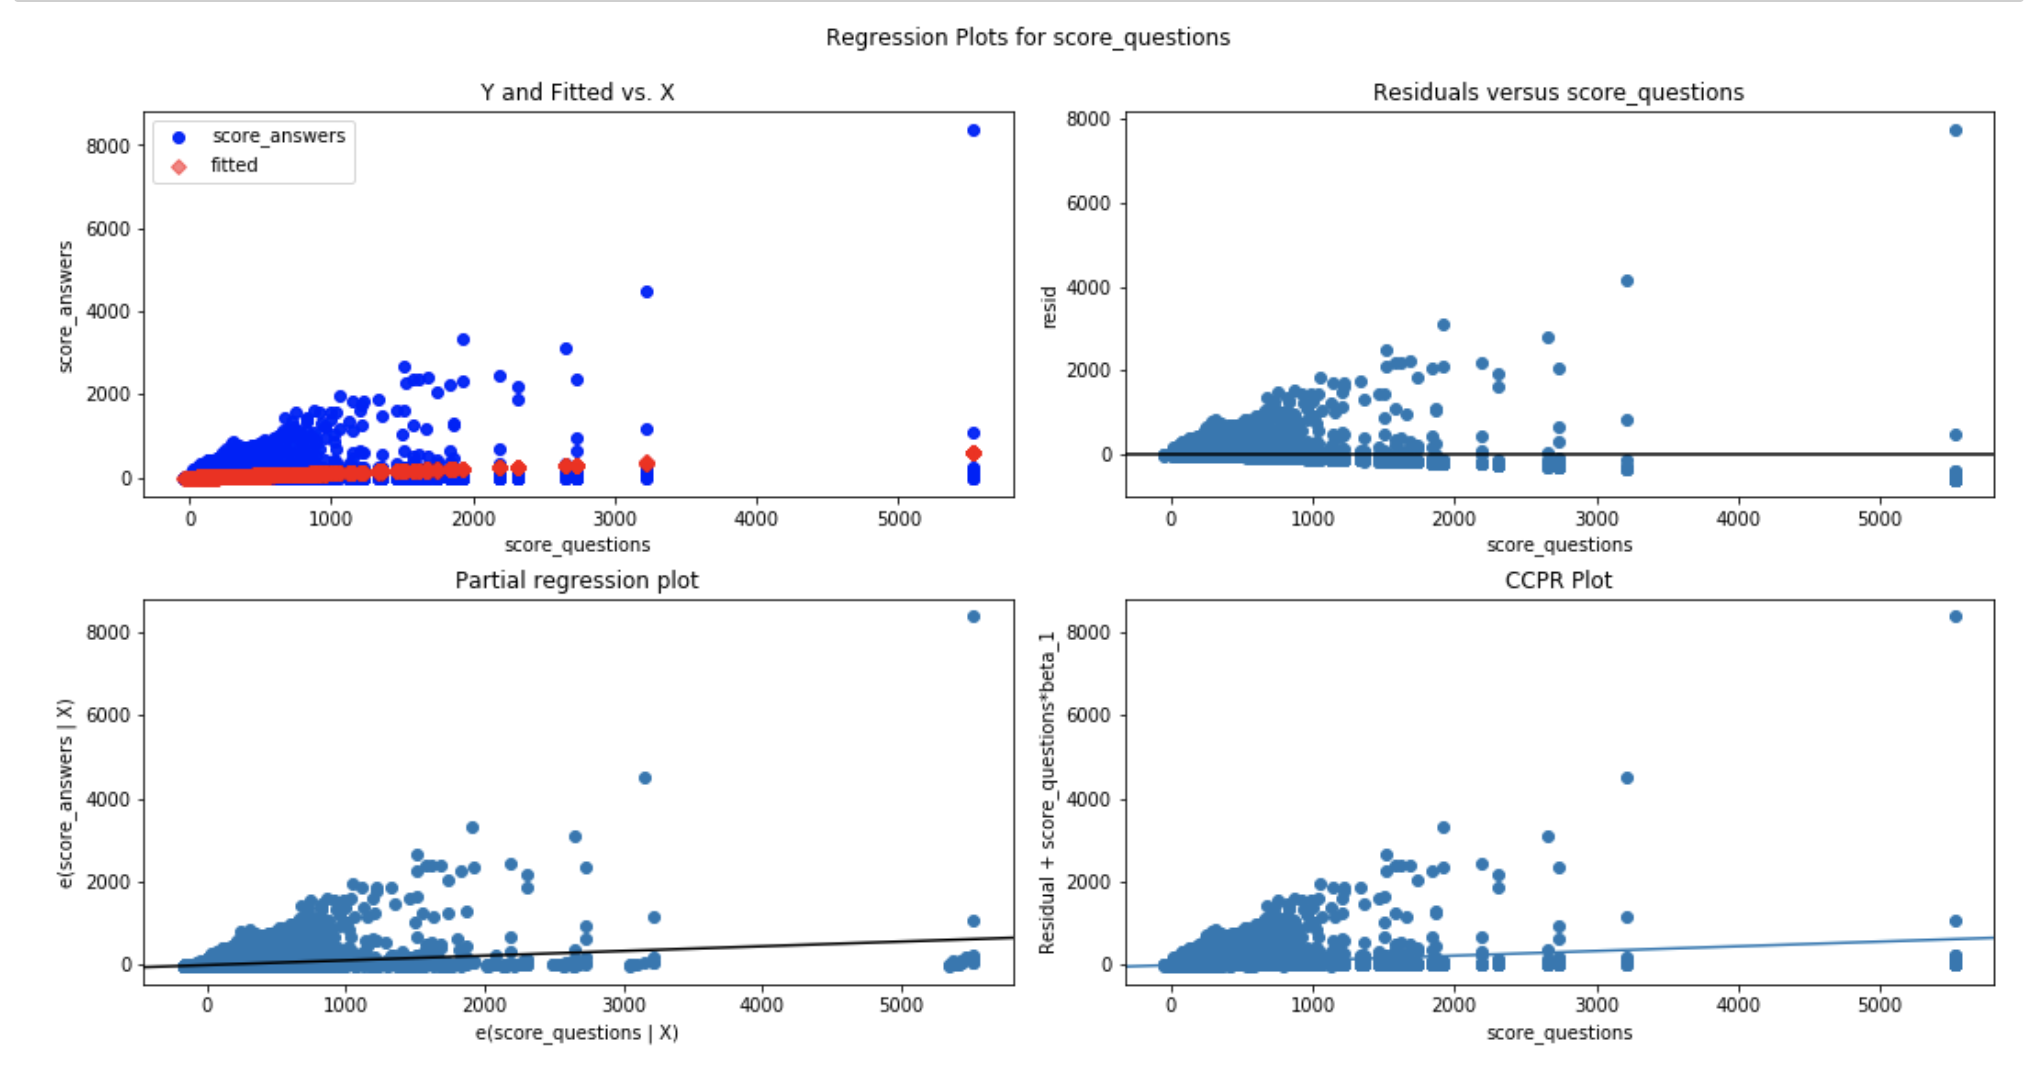 Regression Plots for score_questions
Y and Fitted vs. X
score_answers
fitted
8000
6000
4000
2000
0
score_answers
0 1000 2000 3000 4000 5000
score_questions
Residuals versus score_questions
8000
6000
4000
2000
0
resid
0 1000 2000 3000 4000 5000
score_questions
Partial regression plot
8000
6000
4000
2000
0
e(score_answers | X)
0 1000 2000 3000 4000 5000
e(score_questions | X)
CCPR Plot
8000
6000
4000
2000
0
Residual + score_questions*beta_1
0 1000 2000 3000 4000 5000
score_questions